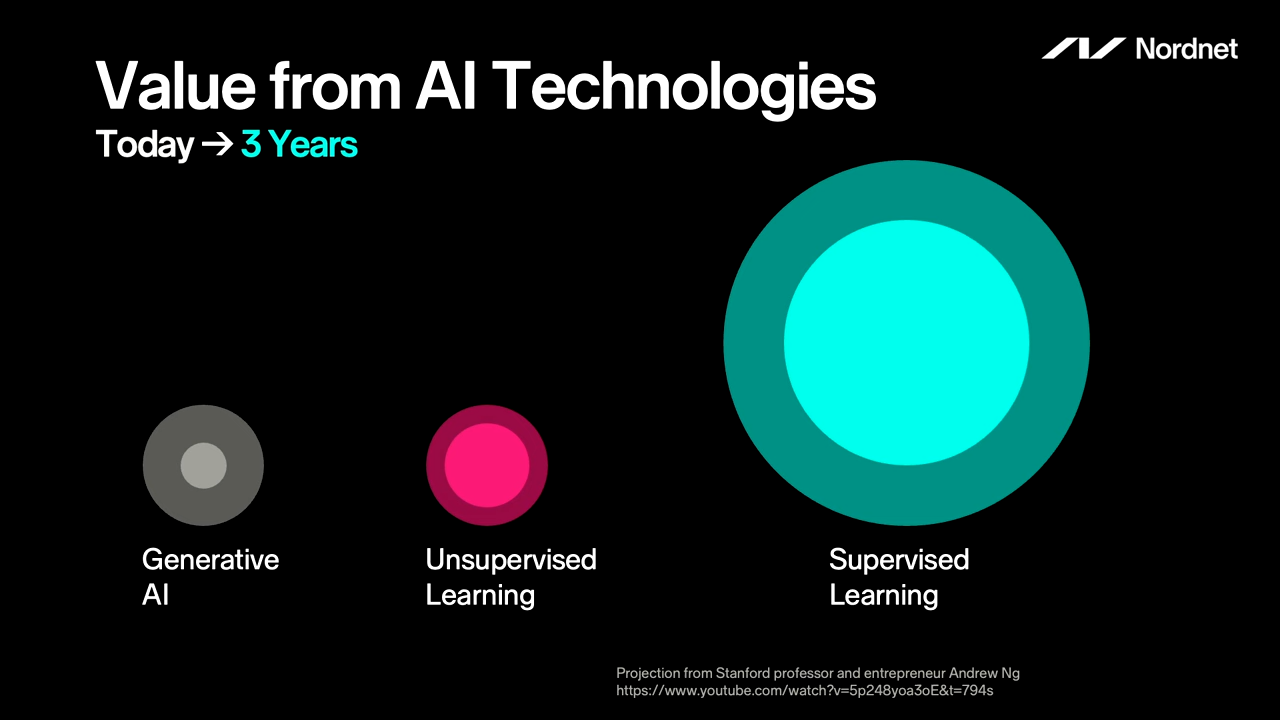 Nordnet
Value from AI Technologies
Today → 3 Years
Generative
AI
Unsupervised
Learning
Supervised
Learning
Projection from Stanford professor and entrepreneur Andrew Ng
https://www.youtube.com/watch?v=5p248yoa3oE&t=794s